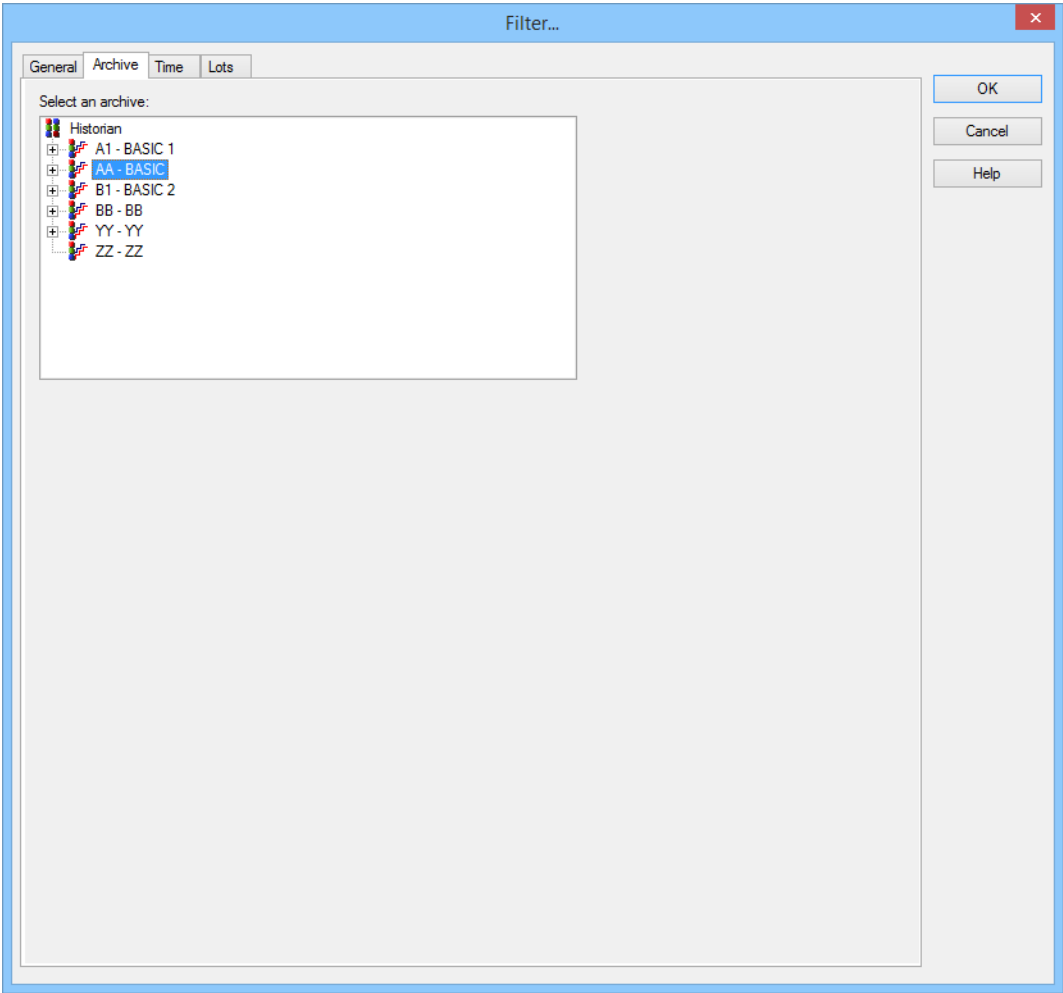 Filter...
General Archive Time Lots
Select an archive:
Historian
A1 - BASIC 1
AA - BASIC
B1 - BASIC 2
BB - BB
YY - YY
ZZ - ZZ
OK
Cancel
Help